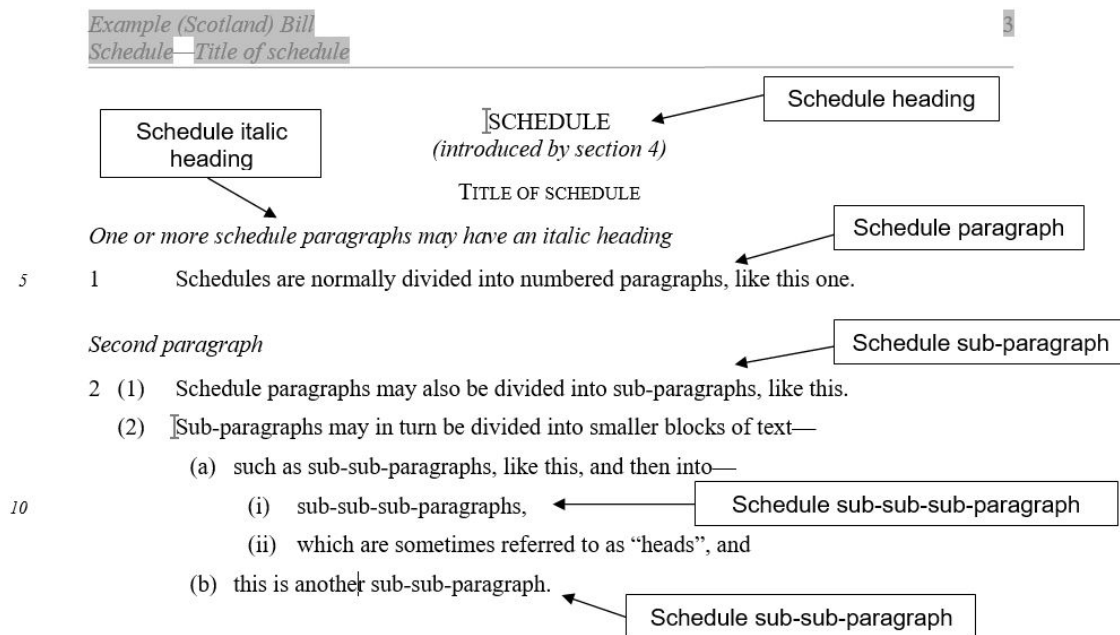 Example (Scotland) Bill 3
Schedule—Title of schedule
Schedule heading
Schedule italic
heading
SCHEDULE
(introduced by section 4)
TITLE OF SCHEDULE
Schedule paragraph
One or more schedule paragraphs may have an italic heading
5 1 Schedules are normally divided into numbered paragraphs, like this one.
Schedule sub-paragraph
Second paragraph
2 (1) Schedule paragraphs may also be divided into sub-paragraphs, like this.
(2) Sub-paragraphs may in turn be divided into smaller blocks of text—
(a) such as sub-sub-paragraphs, like this, and then into—
10 (i) sub-sub-sub-paragraphs,
Schedule sub-sub-sub-paragraph
(ii) which are sometimes referred to as “heads”, and
(b) this is another sub-sub-paragraph.
Schedule sub-sub-paragraph